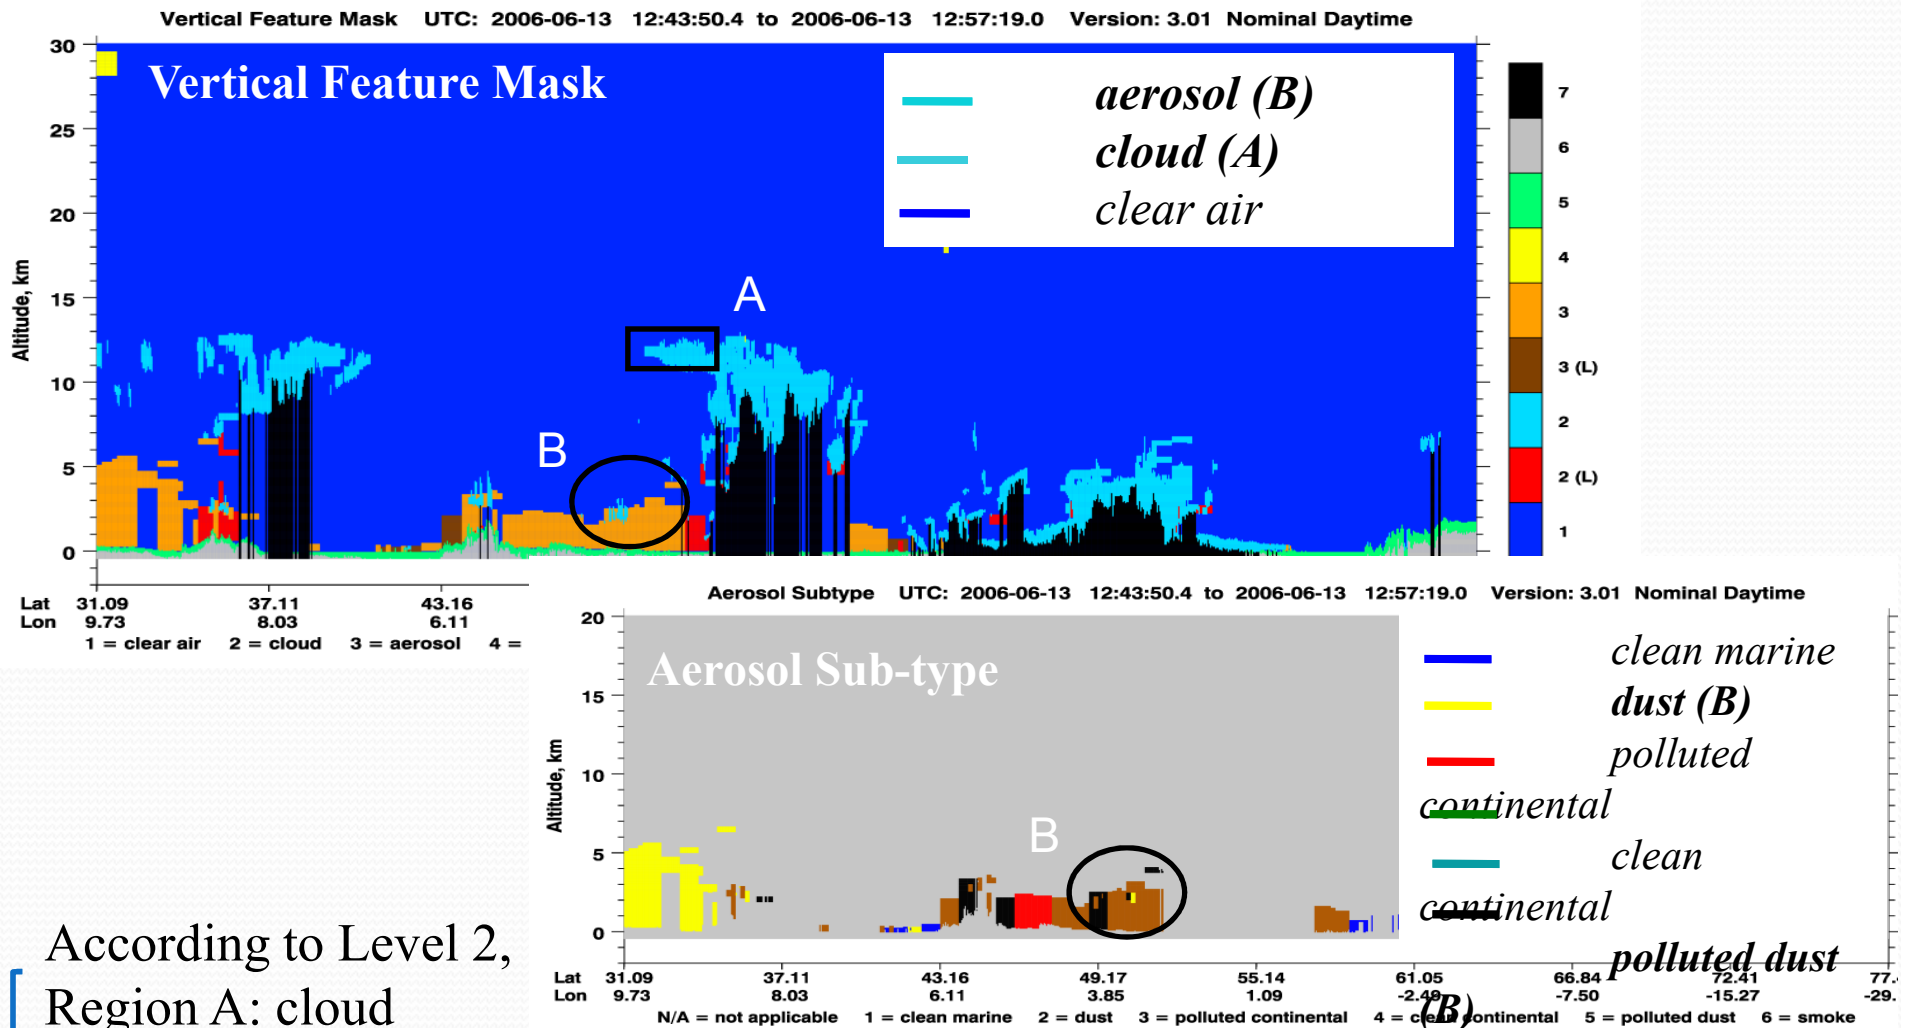 Vertical Feature Mask UTC: 2006-06-13 12:43:50.4 to 2006-06-13 12:57:19.0 Version: 3.01 Nominal Daytime
Vertical Feature Mask
aerosol (B)
cloud (A)
clear air
30
25
20
15
10
5
0
Altitude, km
A
B
7
6
5
4
3
3 (L)
2
2 (L)
1
Lat 31.09 37.11 43.16
Lon 9.73 8.03 6.11
1 = clear air 2 = cloud 3 = aerosol 4 =
Aerosol Subtype UTC: 2006-06-13 12:43:50.4 to 2006-06-13 12:57:19.0 Version: 3.01 Nominal Daytime
Aerosol Sub-type
20
15
10
5
0
Altitude, km
B
clean marine
dust (B)
polluted
continental
clean
continental
polluted dust
(B)
Lat 31.09 37.11 43.16 49.17 55.14 61.05 66.84 72.41 77.
Lon 9.73 8.03 6.11 3.85 1.09 -2.49 -7.50 -15.27 -29.
N/A = not applicable 1 = clean marine 2 = dust 3 = polluted continental 4 = clean continental 5 = polluted dust 6 = smoke
According to Level 2,
Region A: cloud